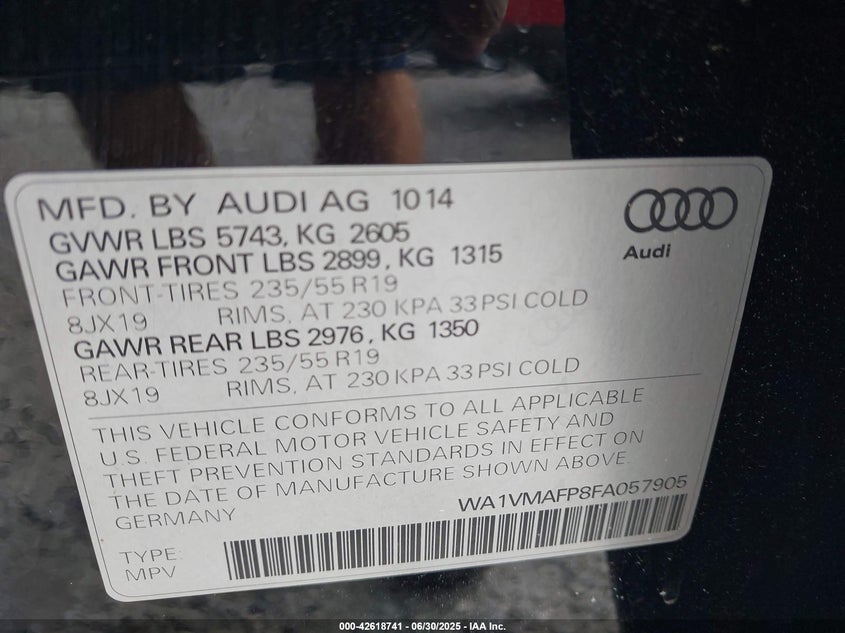 MFD. BY AUDI AG 10 14
GVWR LBS 5743, KG 2605
GAWR FRONT LBS 2899, KG 1315
FRONT-TIRES 235/55 R19
8JX19 RIMS, AT 230 KPA 33 PSI COLD
GAWR REAR LBS 2976, KG 1350
REAR-TIRES 235/55 R19
8JX19 RIMS, AT 230 KPA 33 PSI COLD
Audi
THIS VEHICLE CONFORMS TO ALL APPLICABLE
U.S. FEDERAL MOTOR VEHICLE SAFETY AND
THEFT PREVENTION STANDARDS IN EFFECT ON
THE DATE OF MANUFACTURE SHOWN ABOVE.
GERMANY WA1VMAFP8FA057905
TYPE:
MPV
000-42618741 - 06/30/2025 - IAA Inc.